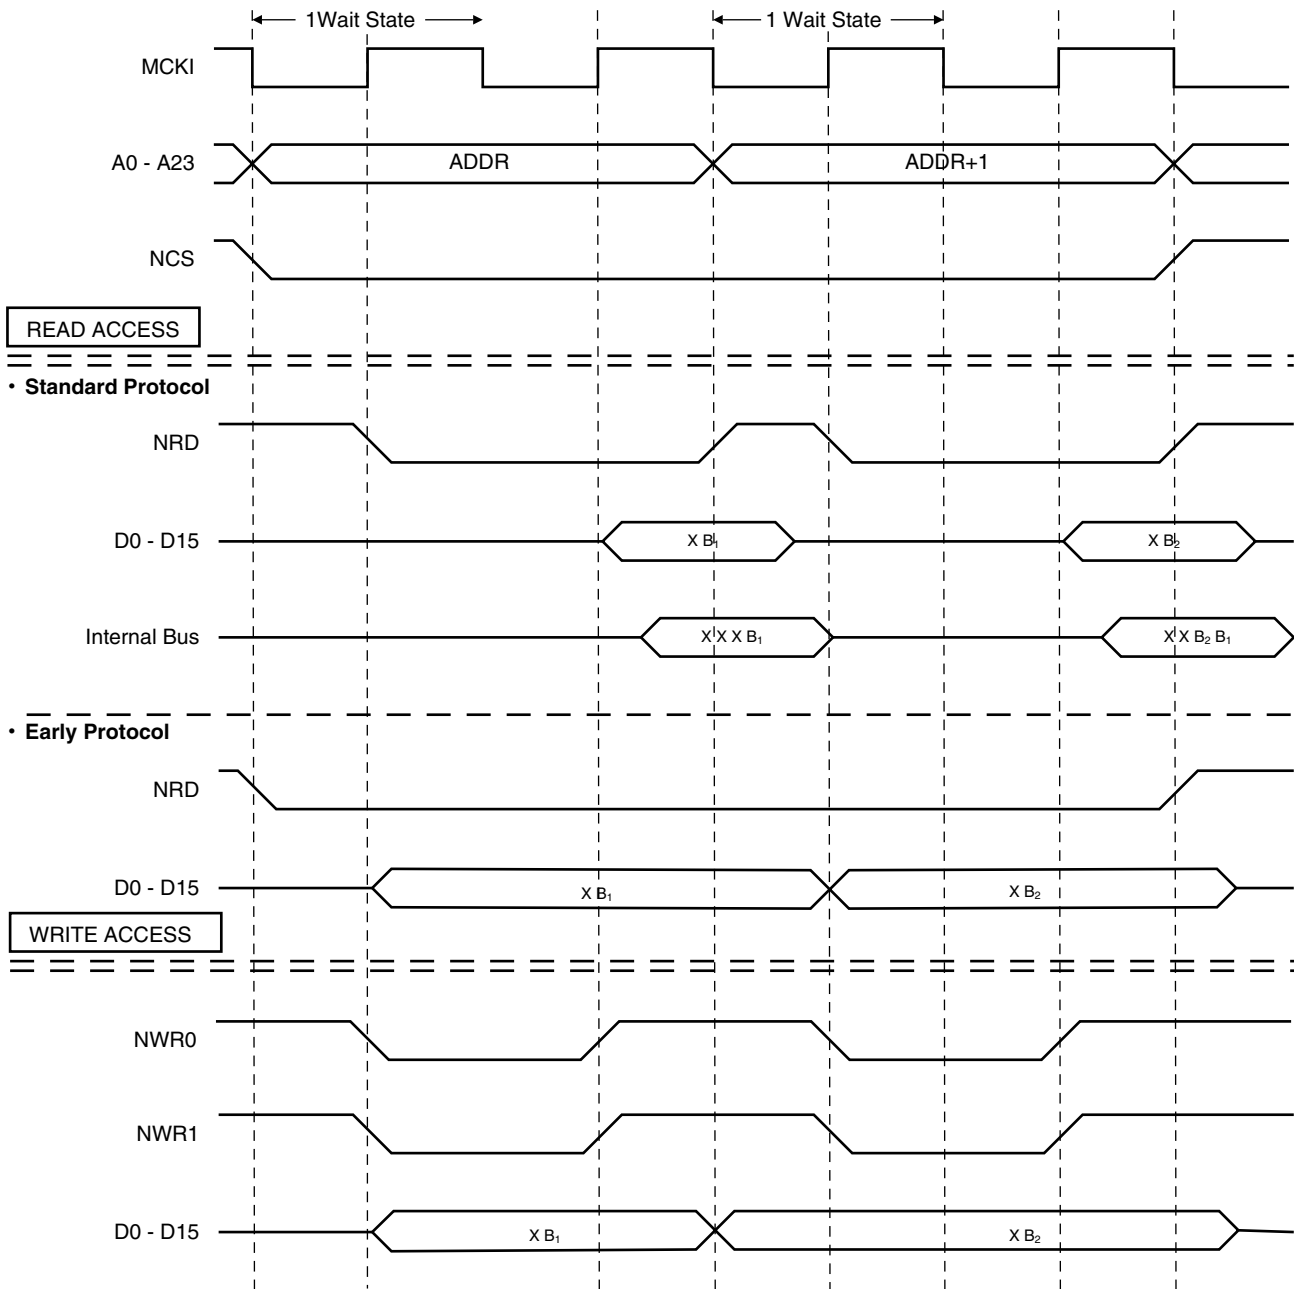 1Wait State
1 Wait State
MCKI
A0 - A23
ADDR
ADDR+1
NCS
READ ACCESS
• Standard Protocol
NRD
D0 - D15
X B₁
X B₂
Internal Bus
X X X B₁
X X B₂ B₁
• Early Protocol
NRD
D0 - D15
X B₁
X B₂
WRITE ACCESS
NWR0
NWR1
D0 - D15
X B₁
X B₂